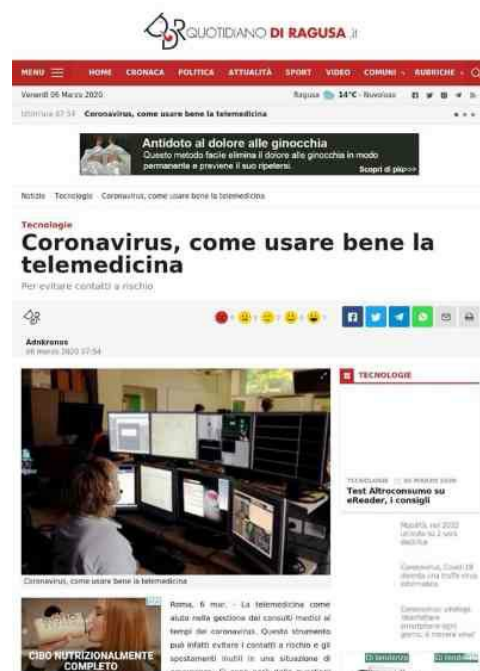 QUOTIDIANO DI RAGUSA.it
MENU HOME CRONACA POLITICA ATTUALITÀ SPORT VIDEO COMUNI RUBRICHE
Venerdì 06 Marzo 2020 Ragusa 14°C - Nuvoloso
07:54 Coronavirus, come usare bene la telemedicina
Antidoto al dolore alle ginocchia
Questo metodo facile elimina il dolore alle ginocchia in modo
permanente e previene il suo ripetersi.
Scopri di più>>>
Notizie Tecnologie Coronavirus, come usare bene la telemedicina
Tecnologie
Coronavirus, come usare bene la
telemedicina
Per evitare contatti a rischio
Adnkronos
06 marzo 2020 07:54
TECNOLOGIE
Test Altroconsumo su
eReader, i consigli
Coronavirus, come usare bene la telemedicina
CIBO NUTRIZIONALMENTE
COMPLETO
Roma, 6 mar. - La telemedicina come
aiuto nella gestione dei consulti medici ai
tempi del coronavirus. Questo strumento
può infatti evitare i contatti a rischio e gli
spostamenti inutili in una situazione di
Di tendenza